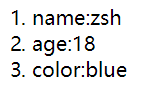 1. name:zsh
2. age:18
3. color:blue